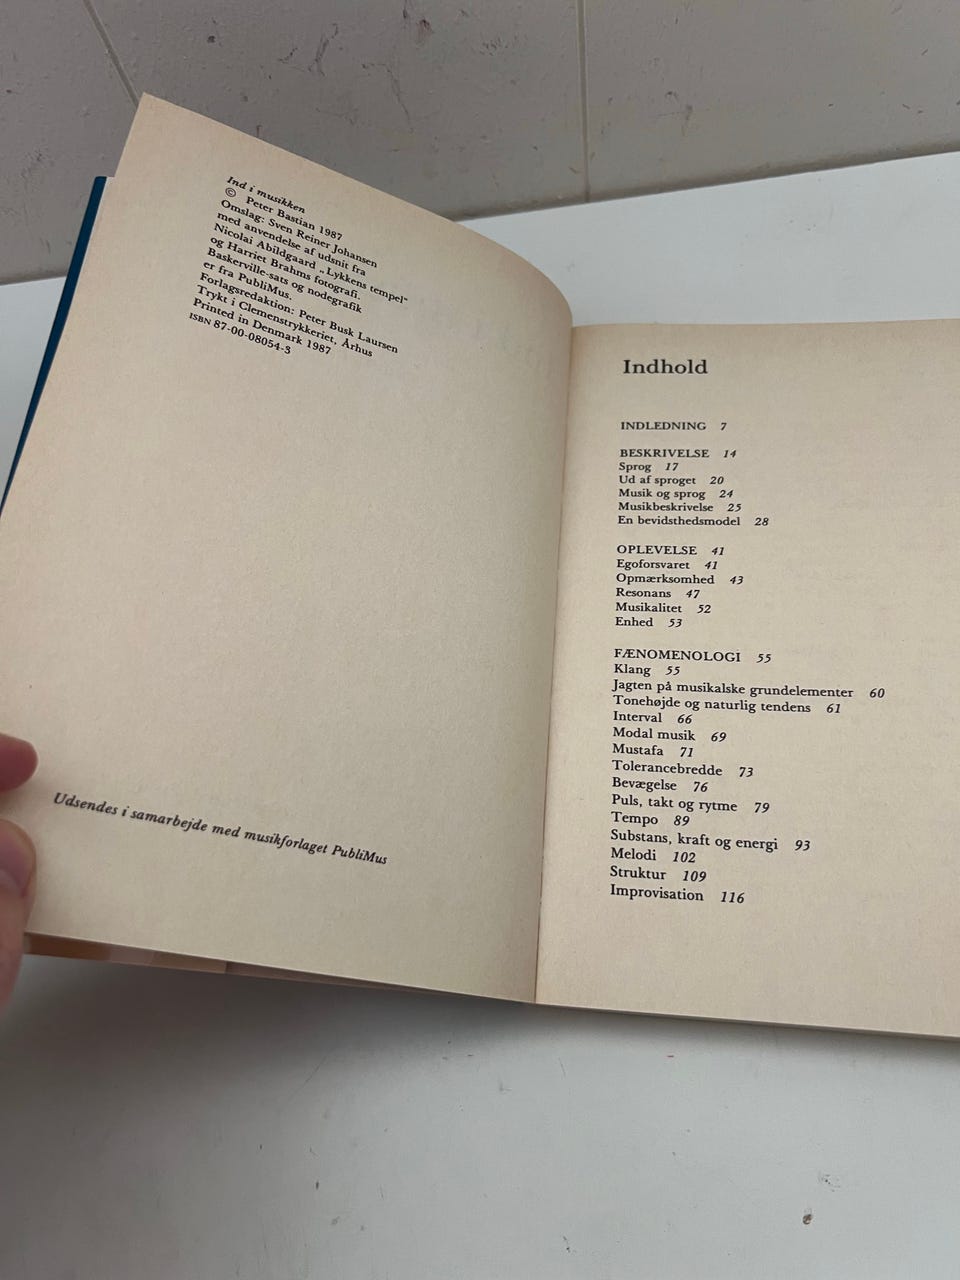 Ind i musikken
© Peter Bastian 1987
Omslag: Sven Reiner Johansen
med anvendelse af udsnit fra
Nicolai Abildgaard „Lykkens tempel“
og Harriet Brahms fotografi.
Baskerville-sats og nodegrafik
er fra PubliMus.
Forlagsredaktion: Peter Busk Laursen
Trykt i Clemenstrykkeriet, Århus
Printed in Denmark 1987
ISBN 87-00-08054-3
Udsendes i samarbejde med musikforlaget PubliMus
Indhold
INDLEDNING 7
BESKRIVELSE 14
Sprog 17
Ud af sproget 20
Musik og sprog 24
Musikbeskrivelse 25
En bevidsthedsmodel 28
OPLEVELSE 41
Egoforsvaret 41
Opmærksomhed 43
Resonans 47
Musikalitet 52
Enhed 53
FÆNOMENOLOGI 55
Klang 55
Jagten på musikalske grundelementer 60
Tonehøjde og naturlig tendens 61
Interval 66
Modal musik 69
Mustafa 71
Tolerancebredde 73
Bevægelse 76
Puls, takt og rytme 79
Tempo 89
Substans, kraft og energi 93
Melodi 102
Struktur 109
Improvisation 116